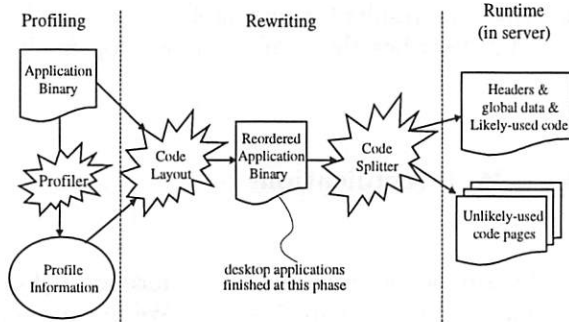 Profiling
Rewriting
Runtime
(in server)
Application
Binary
Profiler
Profile
Information
Code
Layout
Reordered
Application
Binary
desktop applications
finished at this phase
Code
Splitter
Headers &
global data &
Likely-used code
Unlikely-used
code pages